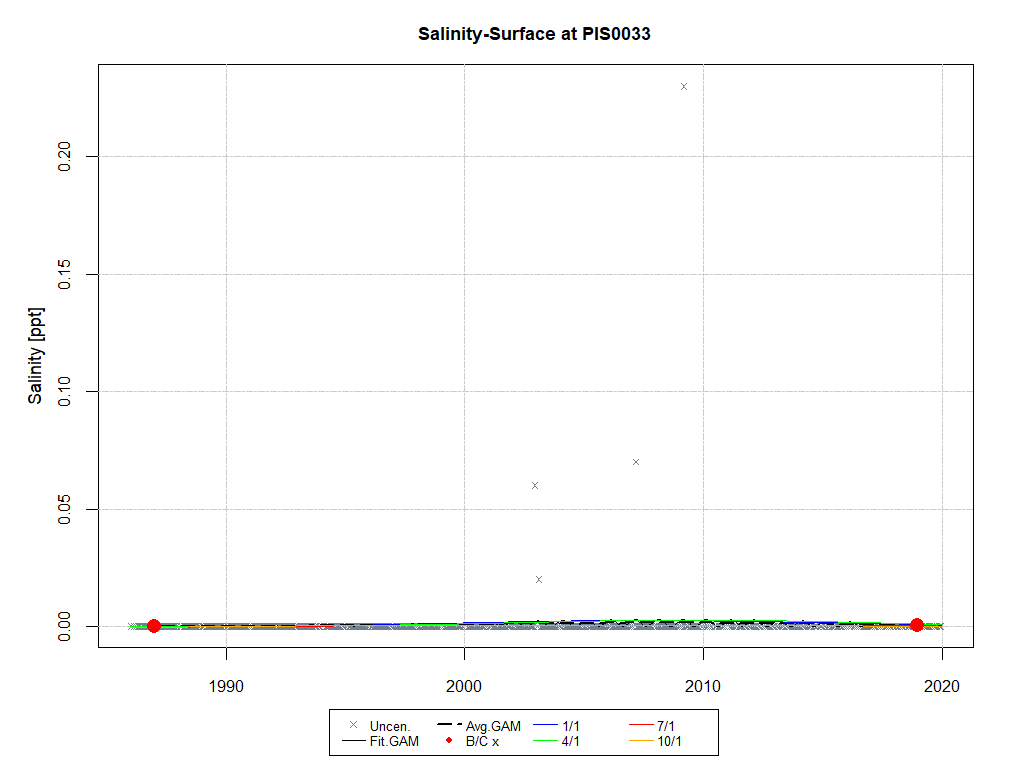 Salinity-Surface at PIS0033
Salinity [ppt]
0.20
0.15
0.10
0.05
0.00
1990 2000 2010 2020
Uncen. Avg.GAM 1/1 7/1
Fit.GAM B/C x 4/1 10/1